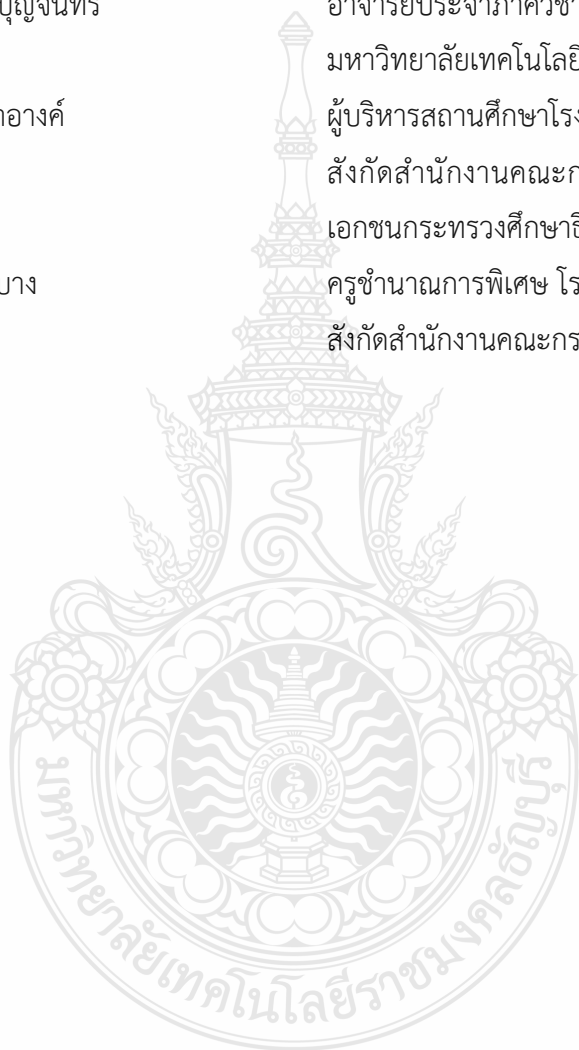 บุญจันทร์
อาจารย์ประจำภาควิชา
มหาวิทยาลัยเทคโนโลยี
ผู้บริหารสถานศึกษาโรง
สังกัดสำนักงานคณะก
เอกชนกระทรวงศึกษาธิ
ครูชำนาญการพิเศษ โร
บาง
สังกัดสำนักงานคณะกร
มหาวิทยาลัยเทคโนโลยีราชมงคลธัญบุรี